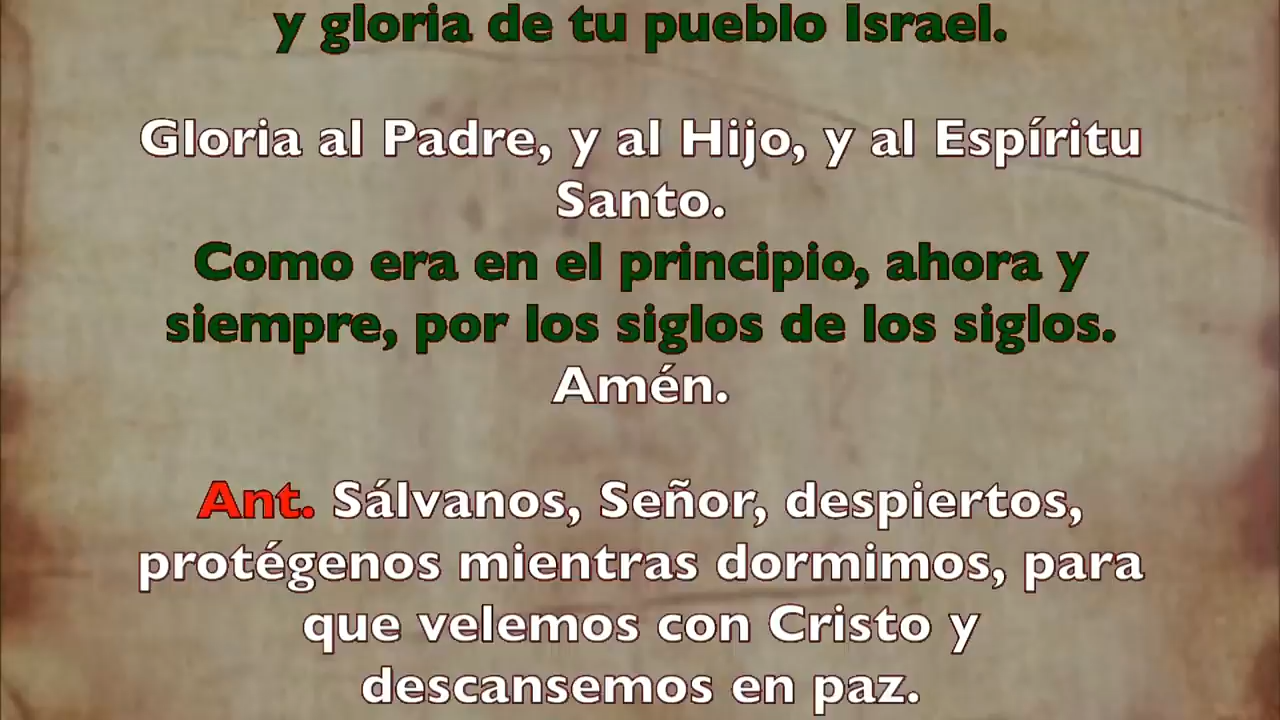 y gloria de tu pueblo Israel.
Gloria al Padre, y al Hijo, y al Espíritu
Santo.
Como era en el principio, ahora y
siempre, por los siglos de los siglos.
Amén.
Ant. Sálvanos, Señor, despiertos,
protégenos mientras dormimos, para
que velemos con Cristo y
descansemos en paz.